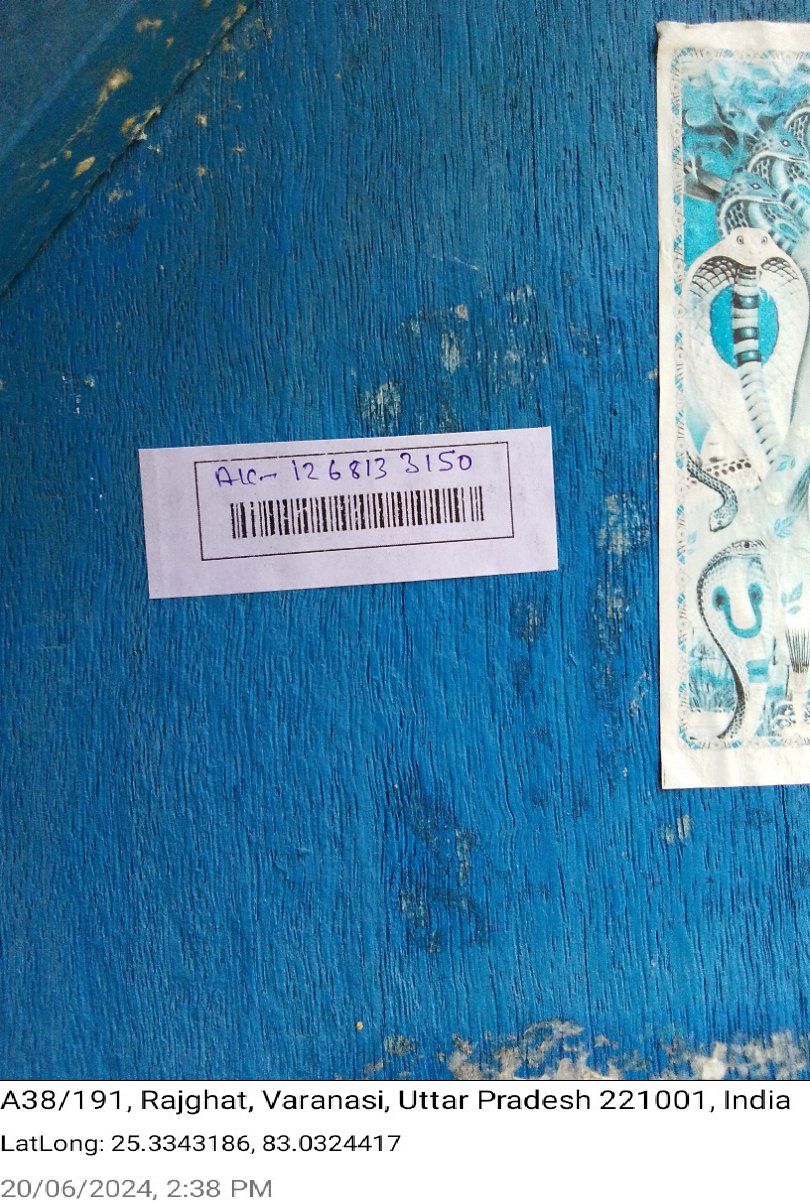 A/C- 126813 3150
A38/191, Rajghat, Varanasi, Uttar Pradesh 221001, India
LatLong: 25.3343186, 83.0324417
20/06/2024, 2:38 PM